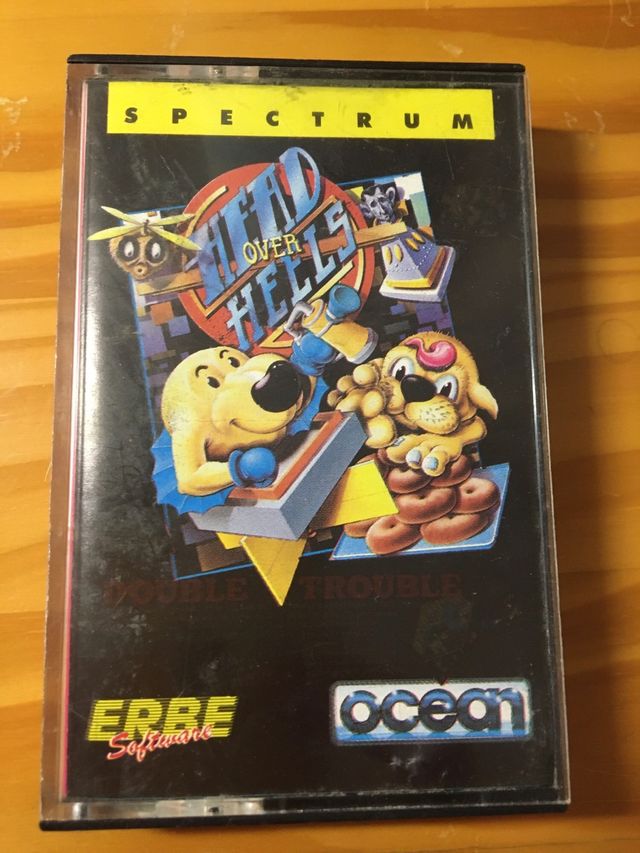 SPECTRUM
HEAD
OVER
HEELS
DOUBLE TROUBLE
ERBE
Software
ocean